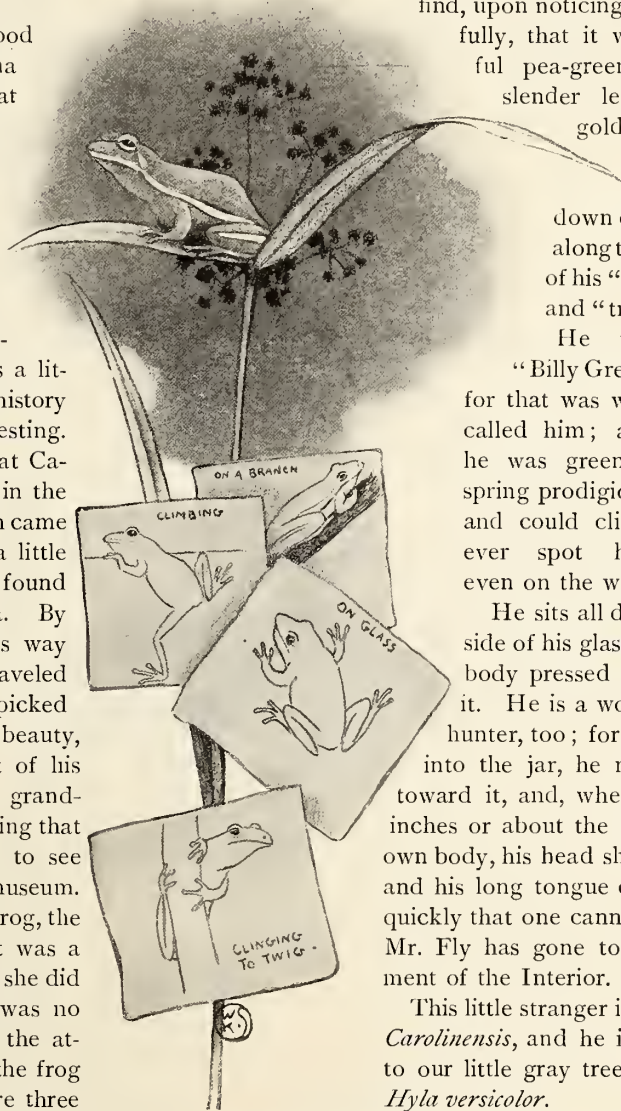 ood
na
at
-
s a lit-
history
esting.
at Ca-
in the
n came
a little
found
. By
s way
aveled
picked
beauty,
t of his
grand-
ing that
to see
museum.
rog, the
t was a
she did
was no
the at-
the frog
re three
ON A BRANCH
CLIMBING
ON GLASS
CLINGING
TO TWIG.
find, upon noticing
fully, that it w
ful pea-green
slender le
gold
down
along t
of his “
and “tr
He
“Billy Gre
for that was w
called him; a
he was green
spring prodigio
and could cli
ever spot h
even on the w
He sits all d
side of his glass
body pressed
it. He is a wo
hunter, too; for
into the jar, he r
toward it, and, whe
inches or about the
own body, his head sh
and his long tongue
quickly that one cann
Mr. Fly has gone to
ment of the Interior.
This little stranger i
Carolinensis, and he i
to our little gray tree
Hyla versicolor.